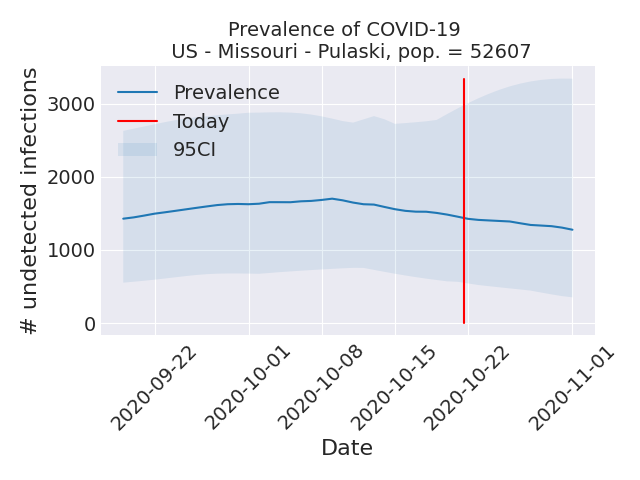 Prevalence of COVID-19
US - Missouri - Pulaski, pop. = 52607
# undetected infections
3000
2000
1000
0
Prevalence
Today
95CI
2020-09-22
2020-10-01
2020-10-08
2020-10-15
2020-10-22
2020-11-01
Date